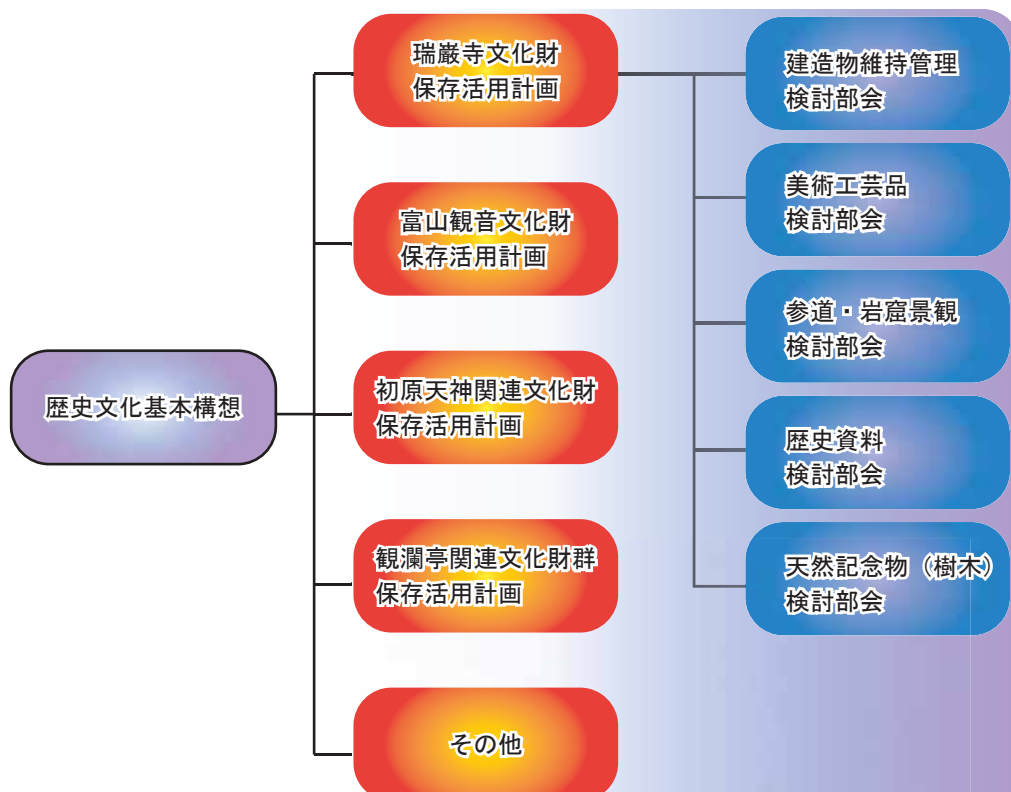 歴史文化基本構想
瑞巌寺文化財
保存活用計画
富山観音文化財
保存活用計画
初原天神関連文化財
保存活用計画
観瀾亭関連文化財群
保存活用計画
その他
建造物維持管理
検討部会
美術工芸品
検討部会
参道・岩窟景観
検討部会
歴史資料
検討部会
天然記念物（樹木）
検討部会